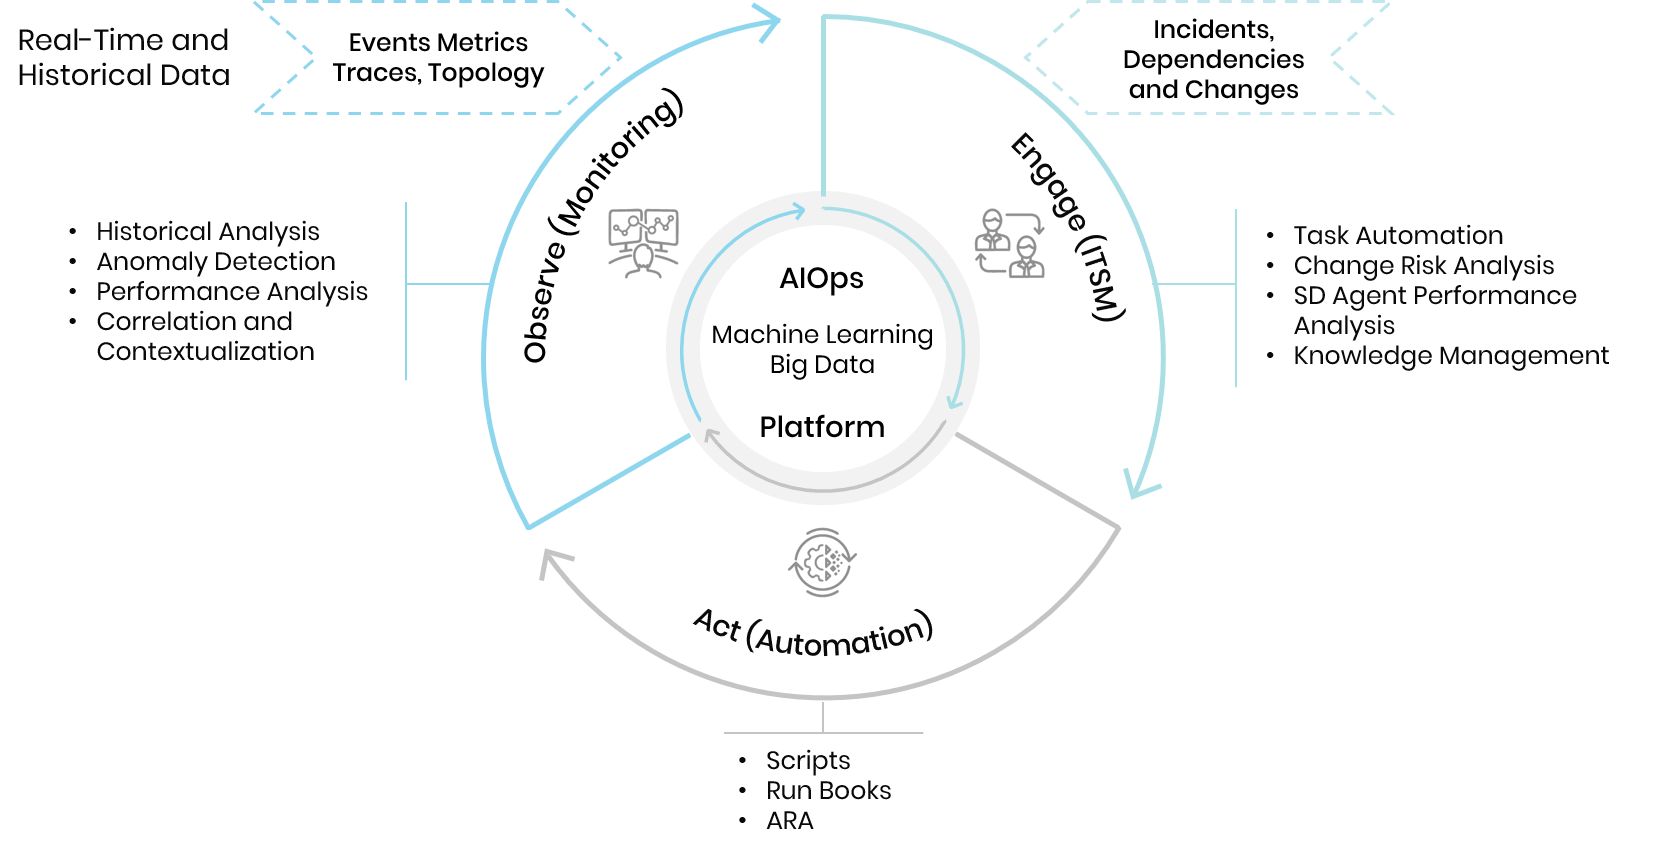 Real-Time and
Historical Data
Events Metrics
Traces, Topology
Incidents,
Dependencies
and Changes
Observe (Monitoring)
Engage (ITSM)
• Historical Analysis
• Anomaly Detection
• Performance Analysis
• Correlation and
Contextualization
AIOps
Machine Learning
Big Data
Platform
• Task Automation
• Change Risk Analysis
• SD Agent Performance
Analysis
• Knowledge Management
Act (Automation)
• Scripts
• Run Books
• ARA